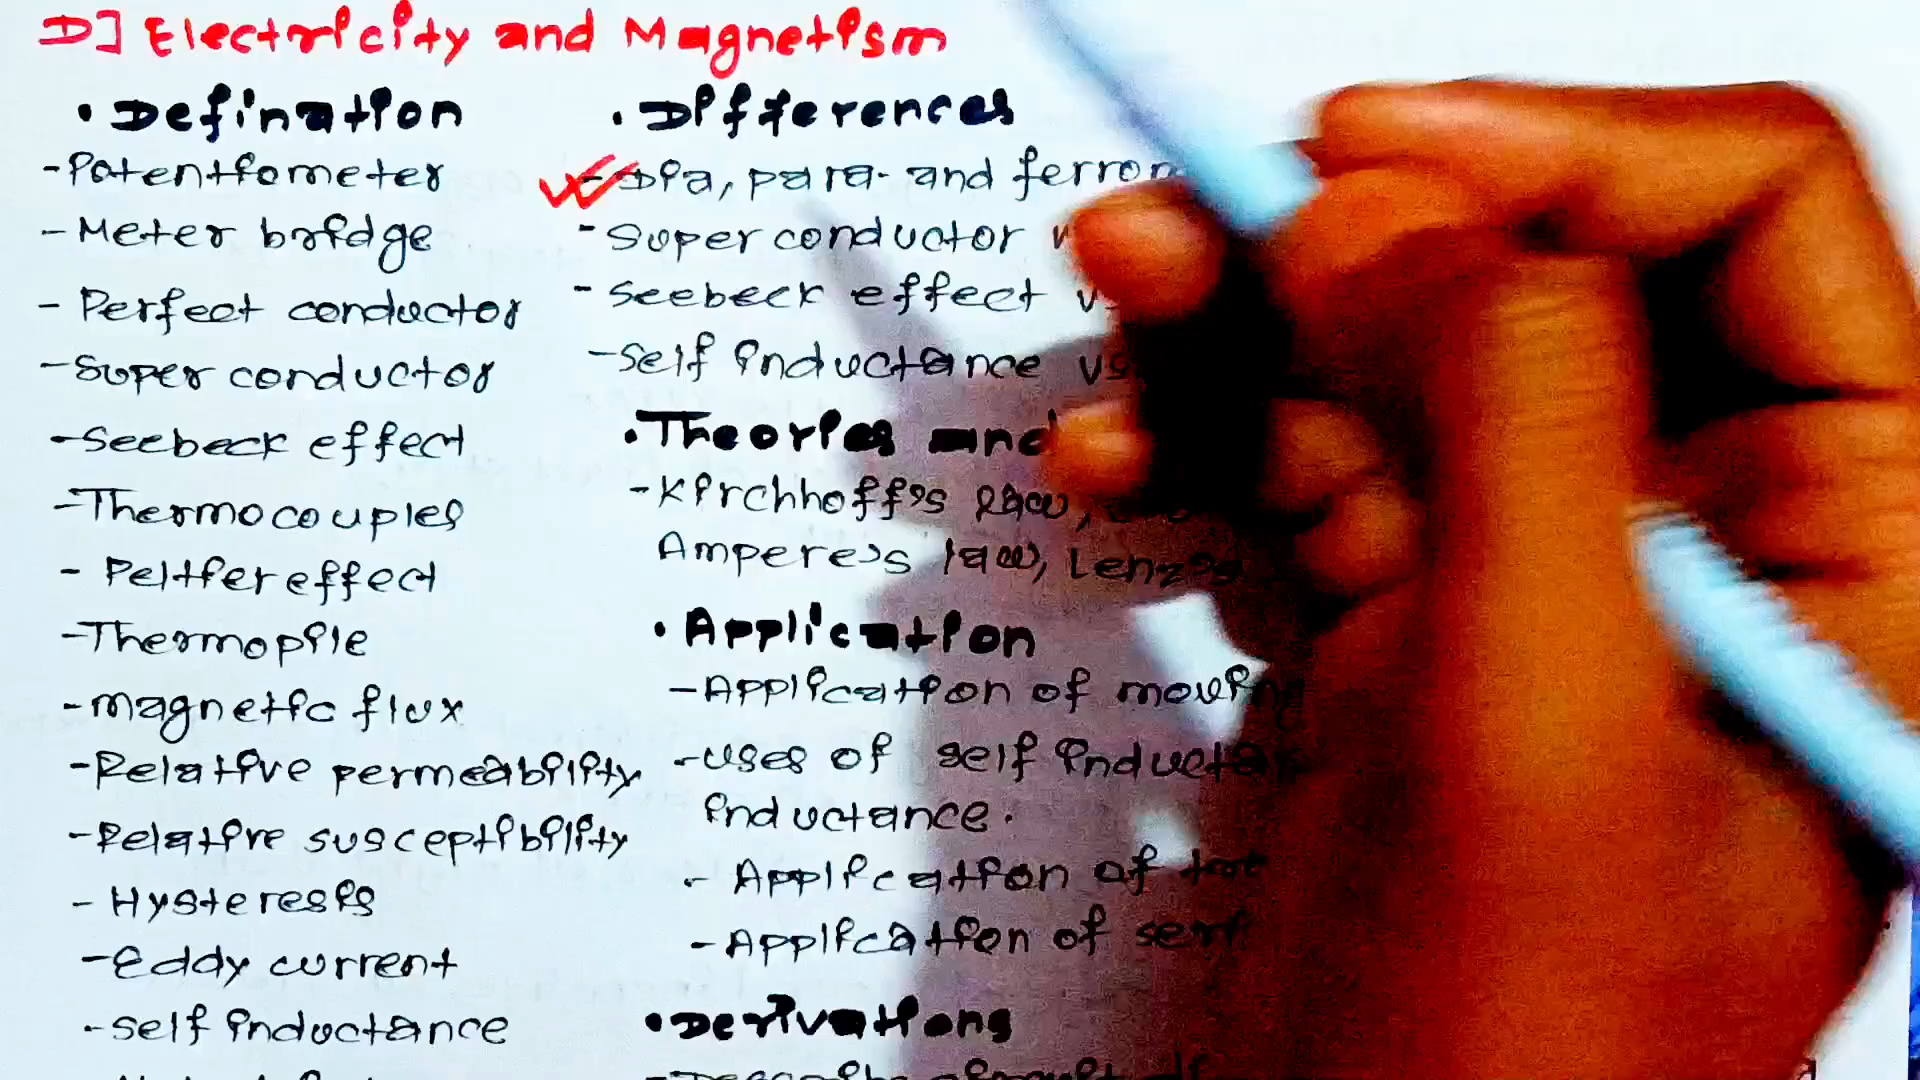 D] Electricity and Magnetism
• Defination
- Potentiometer
- Meter bridge
- Perfect conductor
- Super conductor
- Seebeck effect
- Thermocouples
- Peltier effect
- Thermopile
- Magnetic flux
- Relative permeability
- Relative susceptibility
- Hysteresis
- Eddy current
- Self inductance
• Differences
- Dia, para- and
- Super conductor
- Seebeck effect
- Self inductance vs
• Theories and
- Kirchhoff's law,
Ampere's law, Lenz's
• Application
- Application of moving
- Uses of self
inductance.
- Application of
- Application of
• Derivations